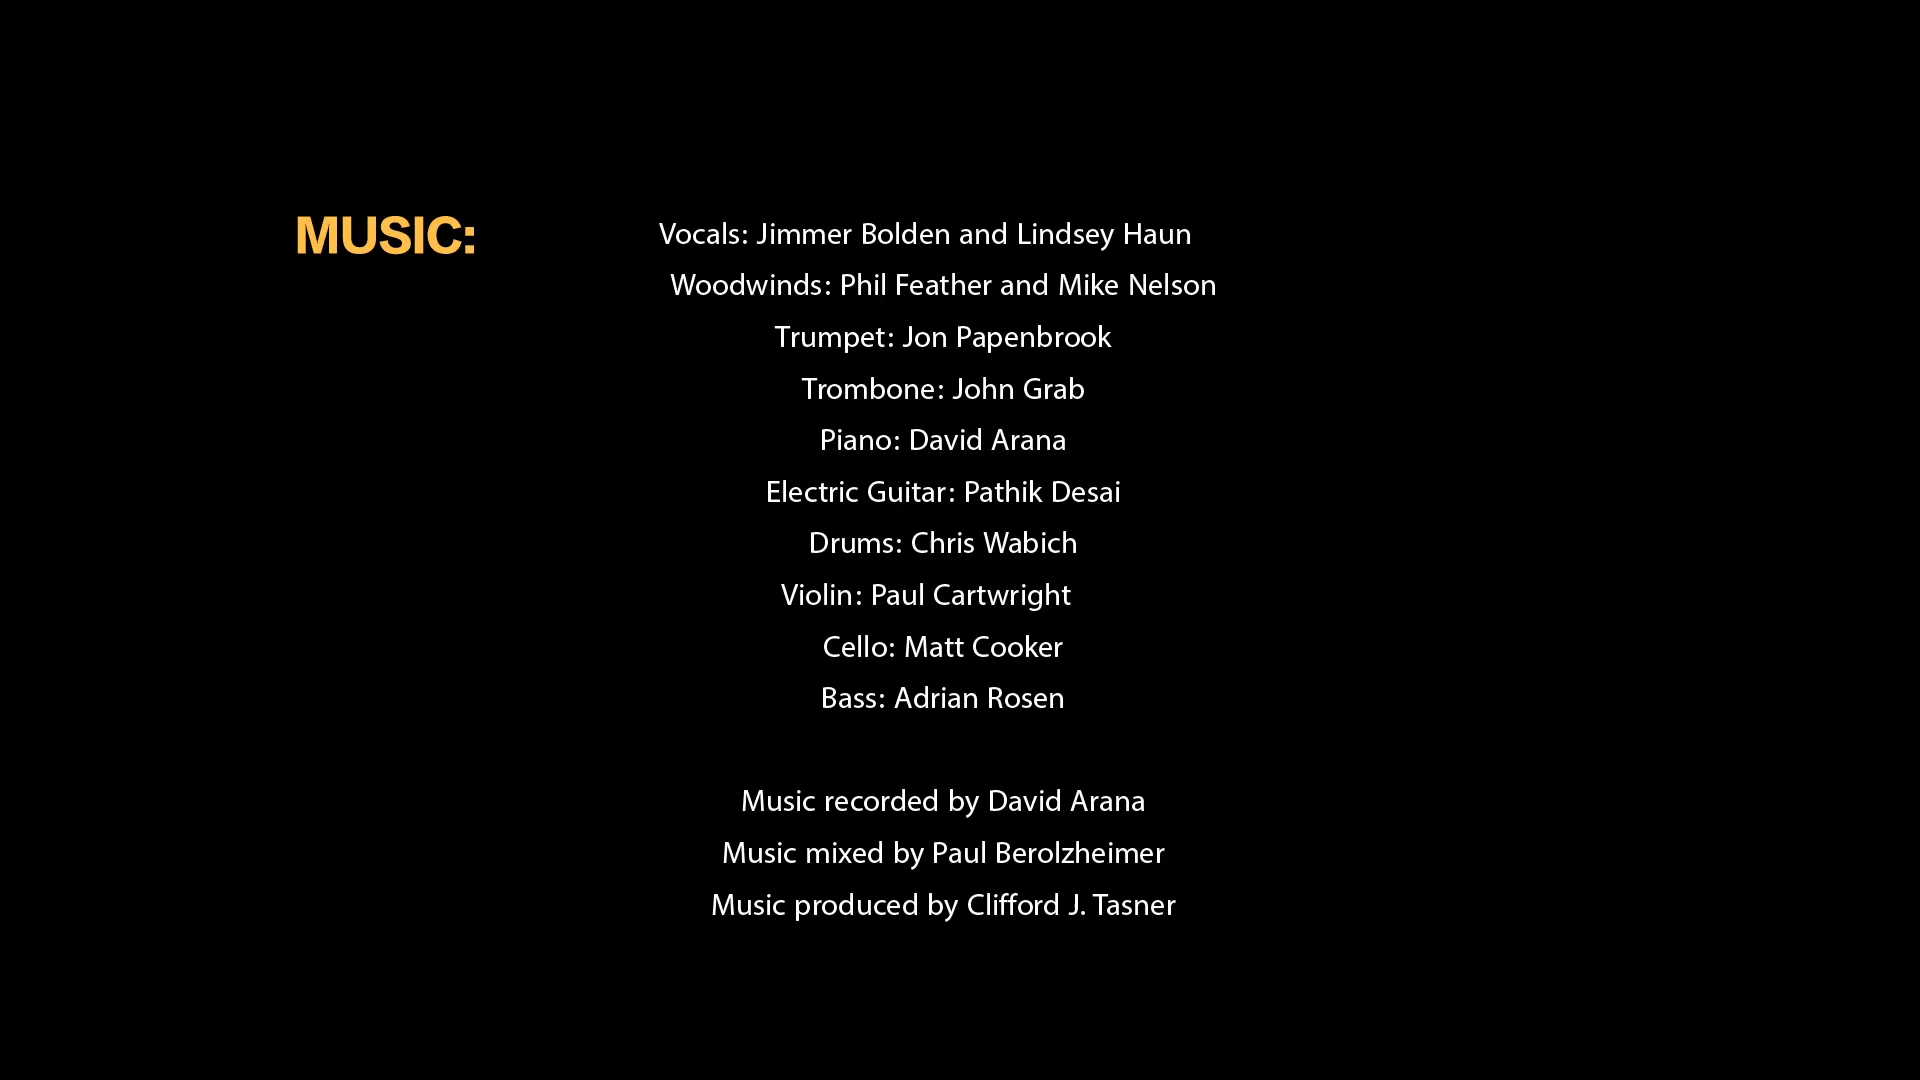 MUSIC:
Vocals: Jimmer Bolden and Lindsey Haun
Woodwinds: Phil Feather and Mike Nelson
Trumpet: Jon Papenbrook
Trombone: John Grab
Piano: David Arana
Electric Guitar: Pathik Desai
Drums: Chris Wabich
Violin: Paul Cartwright
Cello: Matt Cooker
Bass: Adrian Rosen
Music recorded by David Arana
Music mixed by Paul Berolzheimer
Music produced by Clifford J. Tasner